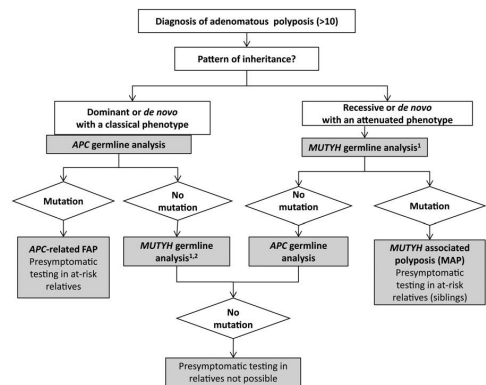 Diagnosis of adenomatous polyposis (>10)
Pattern of inheritance?
Dominant or de novo
with a classical phenotype
Recessive or de novo
with an attenuated phenotype
APC germline analysis
MUTYH germline analysis1
Mutation
No
mutation
No
mutation
Mutation
APC-related FAP
Presymptomatic
testing in at-risk
relatives
MUTYH germline
analysis1,2
APC germline
analysis
MUTYH associated
polyposis (MAP)
Presymptomatic
testing in at-risk
relatives (siblings)
No
mutation
Presymptomatic testing in
relatives not possible